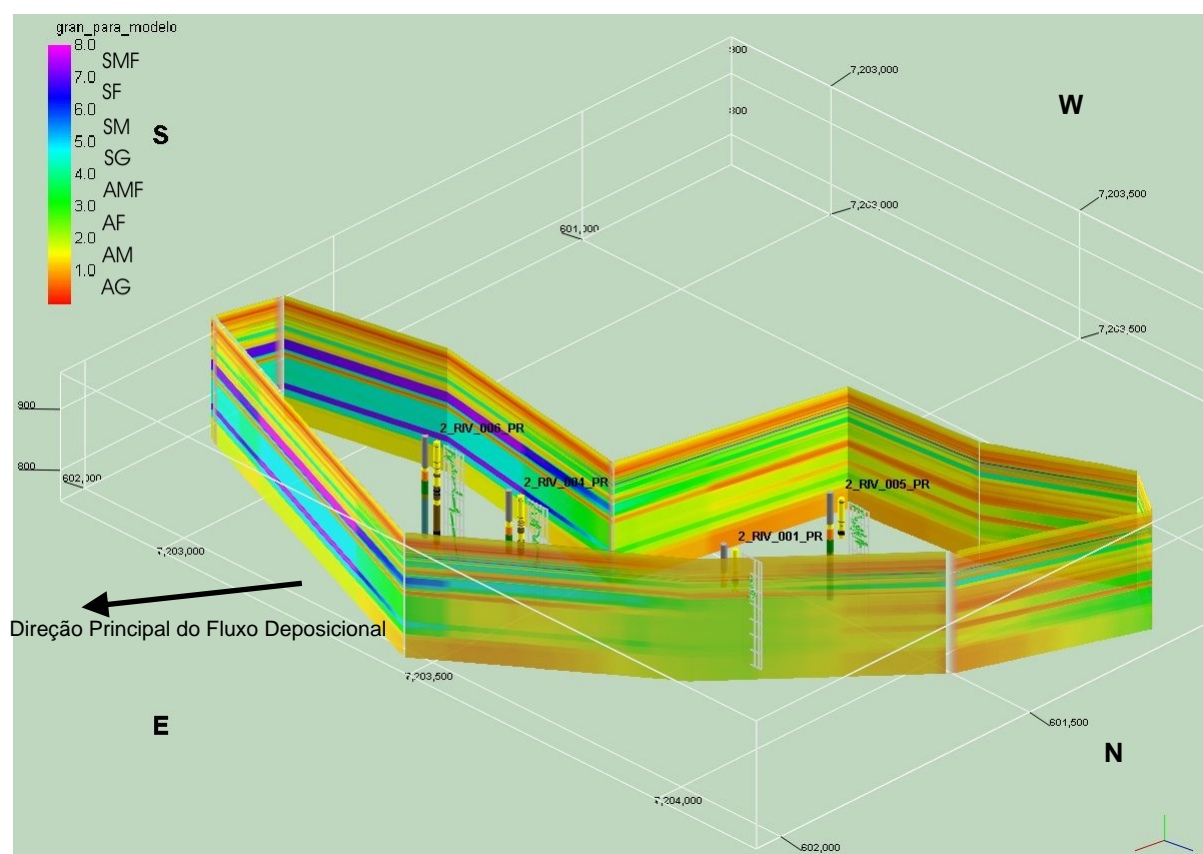 gran_para_modelo
8.0
SMF
7.0
SF
6.0
SM
5.0
SG
4.0
AMF
3.0
AF
2.0
AM
1.0
AG
S
W
900
800
7,203,000
7,203,500
7,203,000
601,000
7,203,500
900
800
602,000
2_RIV_006_PR
2_RIV_004_PR
2_RIV_005_PR
2_RIV_001_PR
7,203,000
Direção Principal do Fluxo Deposicional
7,203,500
601,500
E
N
7,204,000
602,000